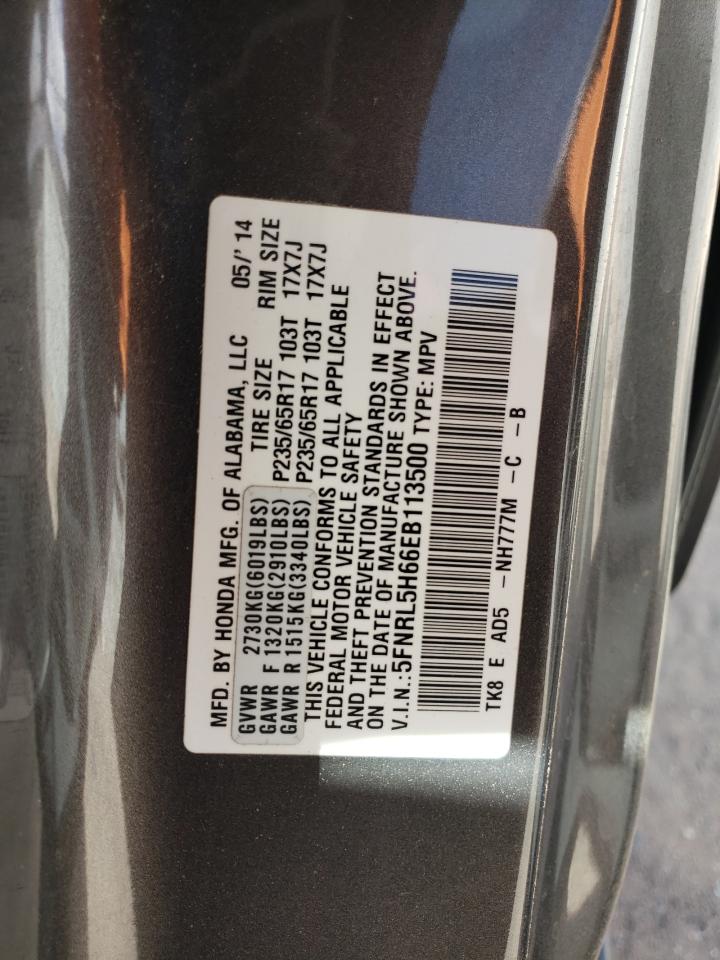 MFD. BY HONDA MFG. OF ALABAMA, LLC 05/' 14
GVWR 2730KG(6019LBS) TIRE SIZE RIM SIZE
GAWR F 1320KG(2910LBS) P235/65R17 103T 17X7J
GAWR R 1515KG(3340LBS) P235/65R17 103T 17X7J
THIS VEHICLE CONFORMS TO ALL APPLICABLE
FEDERAL MOTOR VEHICLE SAFETY
AND THEFT PREVENTION STANDARDS IN EFFECT
ON THE DATE OF MANUFACTURE SHOWN ABOVE.
V.I.N.:5FNRL5H66EB113500 TYPE: MPV
TK8 E AD5 -NH777M -C -B